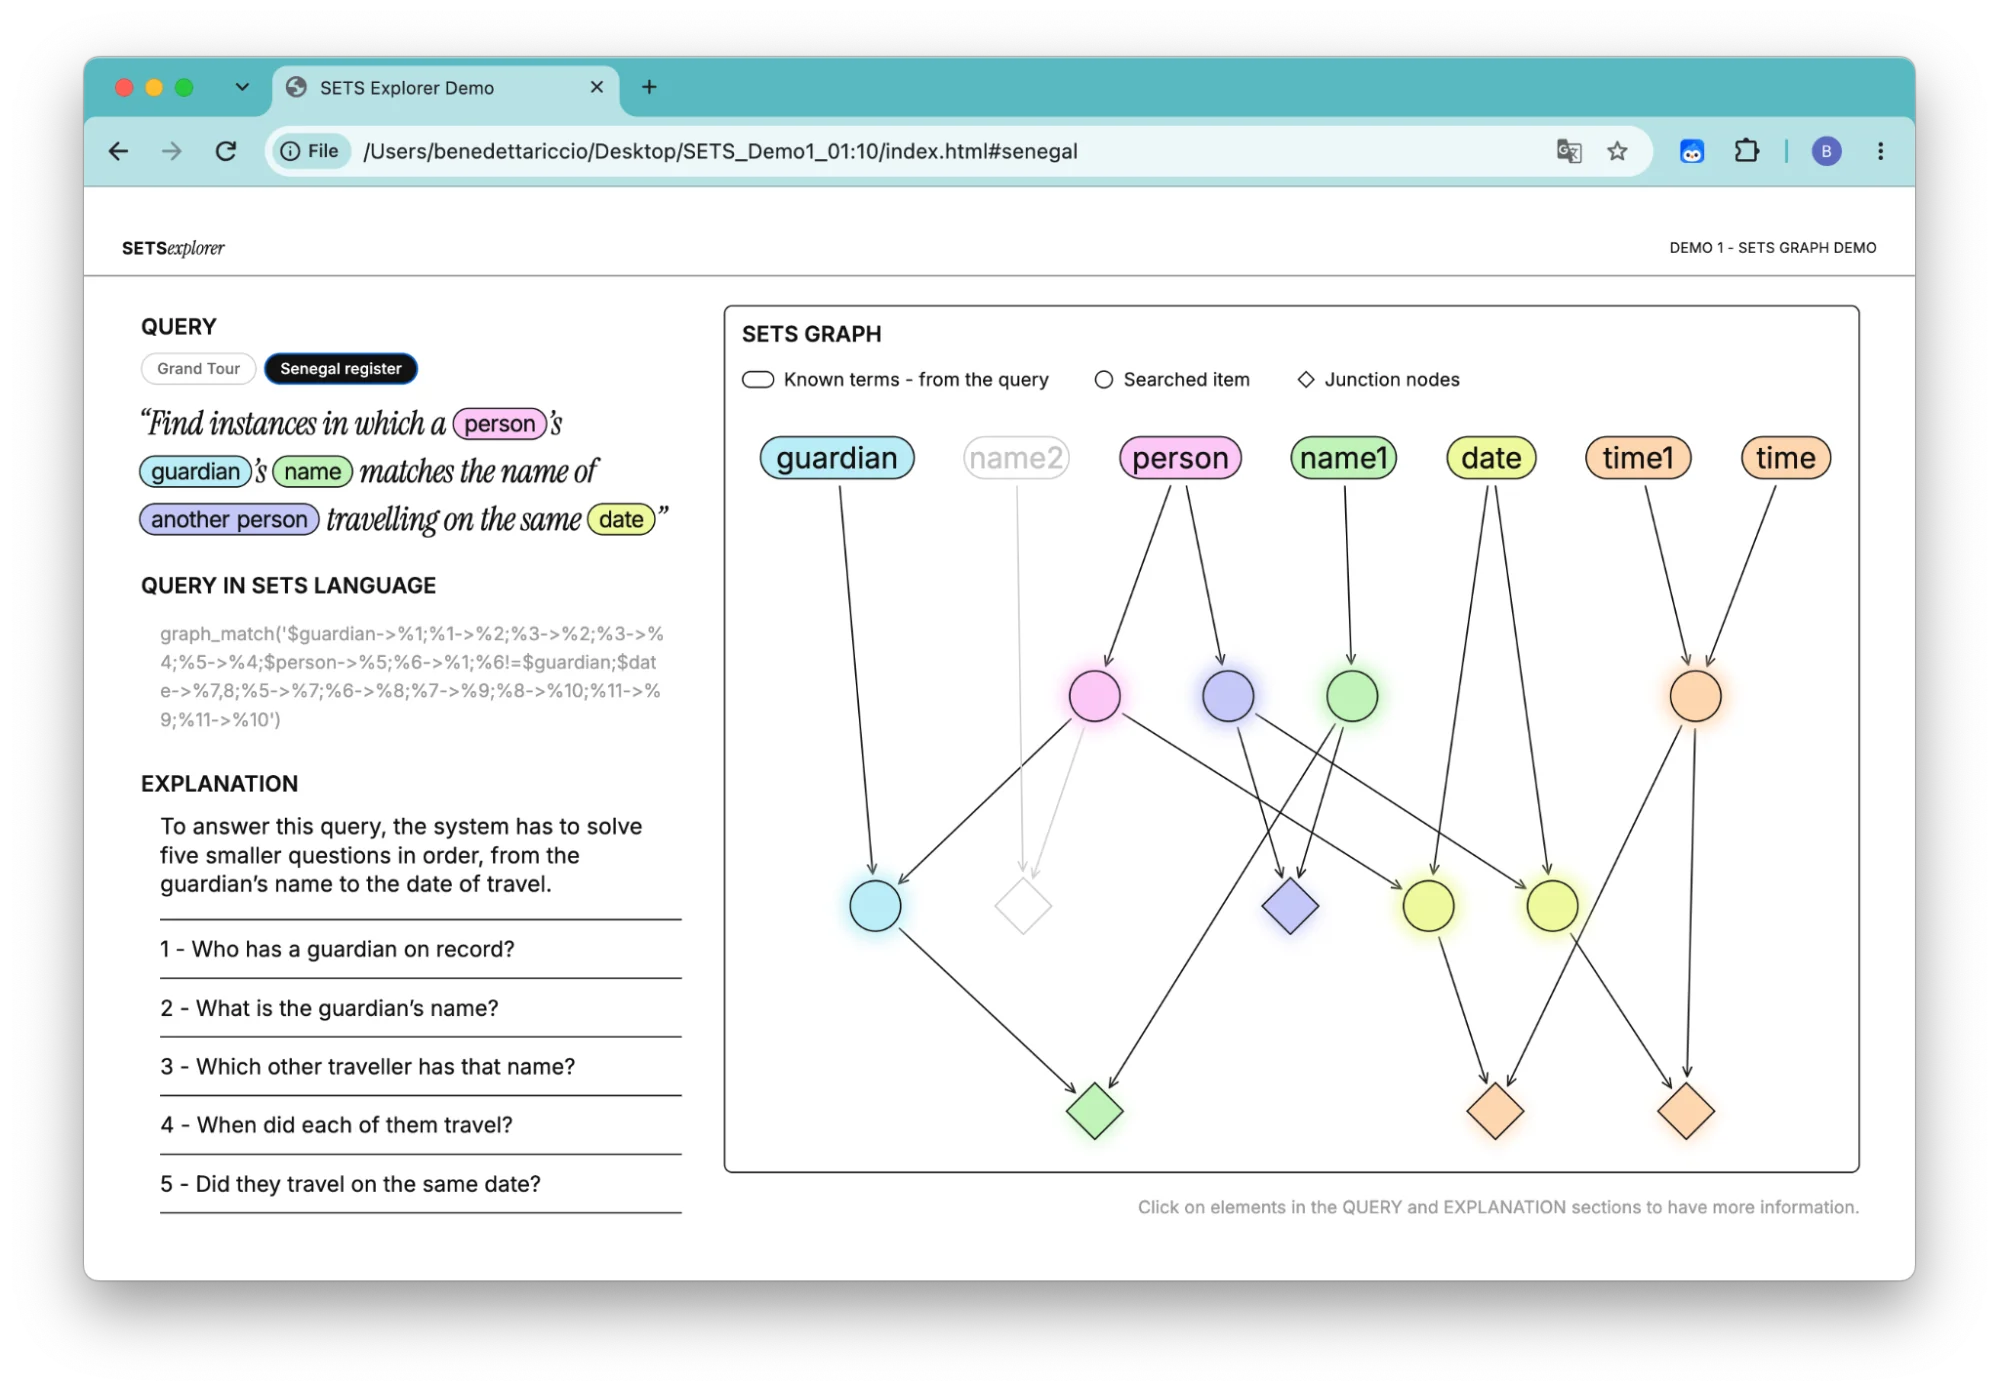 SETS Explorer Demo
File /Users/benedettariccio/Desktop/SETS_Demo1_01:10/index.html#senegal
B
SETSexplorer
DEMO 1 - SETS GRAPH DEMO
QUERY
Grand Tour
Senegal register
“Find instances in which a person’s
guardian’s name matches the name of
another person travelling on the same date”
QUERY IN SETS LANGUAGE
graph_match('$guardian->%1;%1->%2;%3->%2;%3->%
4;%5->%4;$person->%5;%6->%1;%6!=$guardian;$dat
e->%7,8;%5->%7;%6->%8;%7->%9;%8->%10;%11->%
9;%11->%10')
EXPLANATION
To answer this query, the system has to solve
five smaller questions in order, from the
guardian’s name to the date of travel.
1 - Who has a guardian on record?
2 - What is the guardian’s name?
3 - Which other traveller has that name?
4 - When did each of them travel?
5 - Did they travel on the same date?
SETS GRAPH
Known terms - from the query
Searched item
Junction nodes
guardian
name2
person
name1
date
time1
time
Click on elements in the QUERY and EXPLANATION sections to have more information.